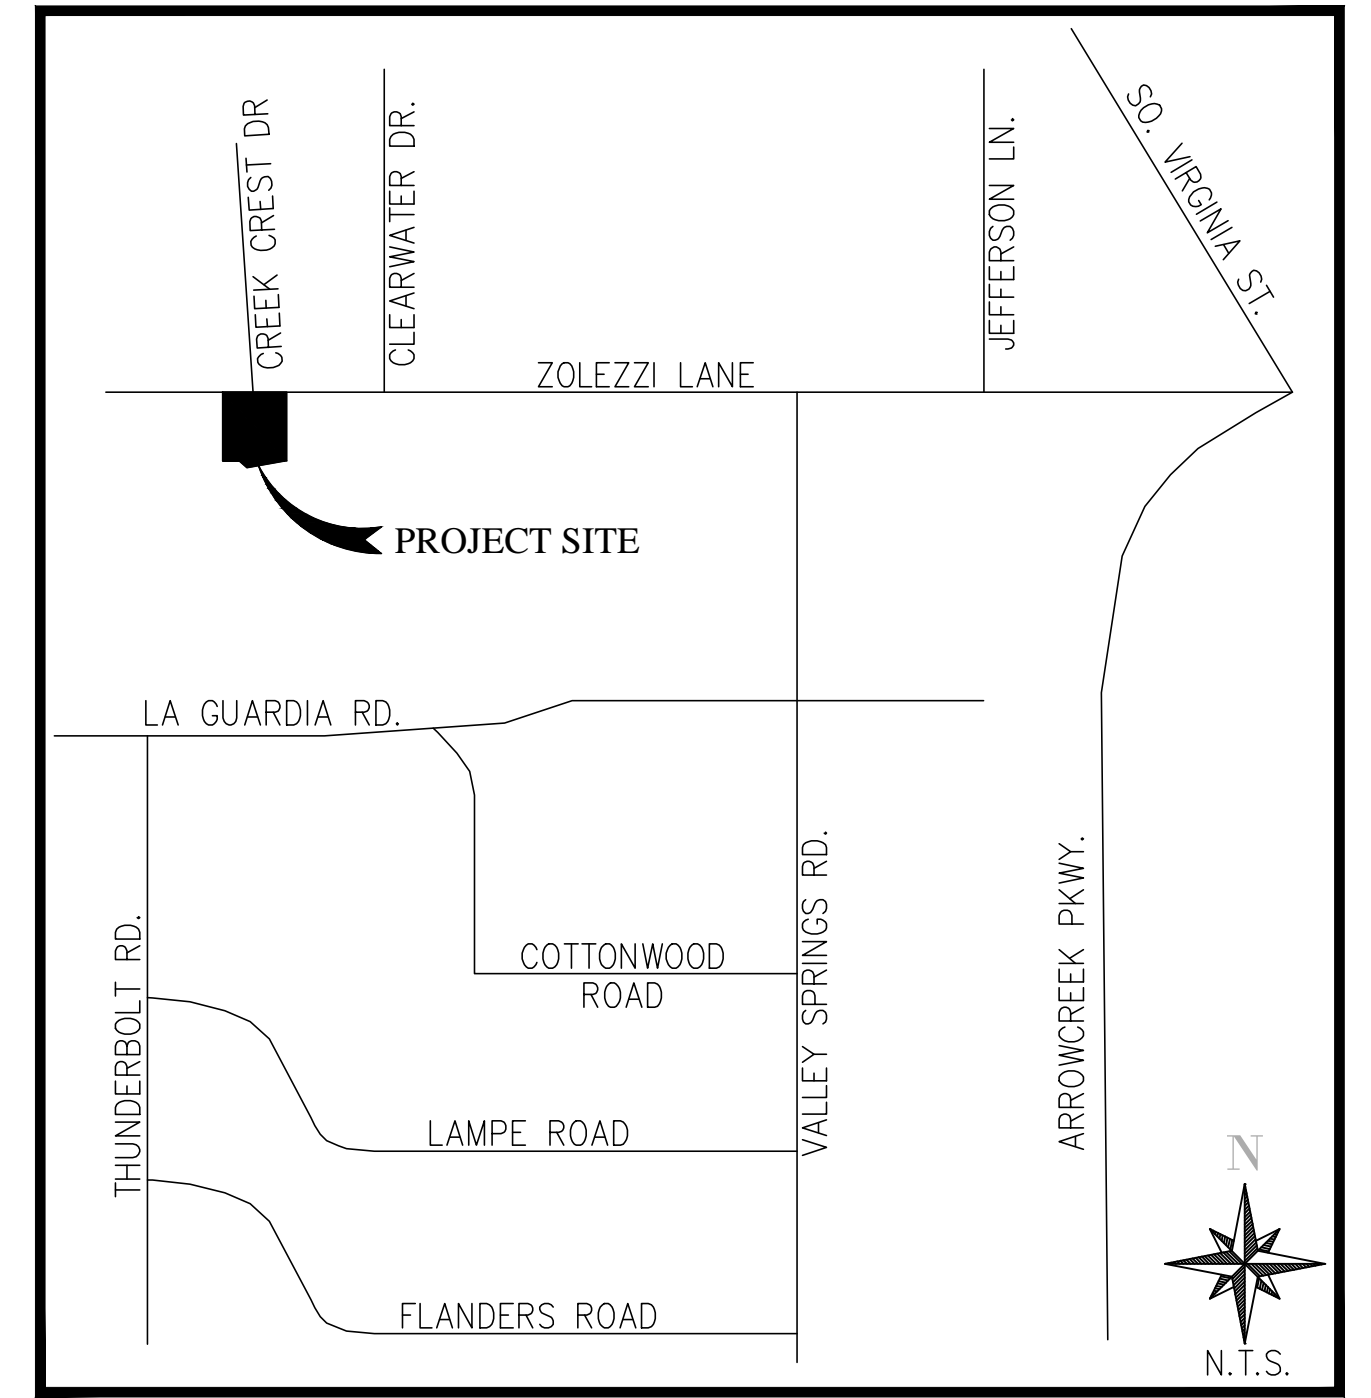 CREEK CREST DR
CLEARWATER DR.
JEFFERSON LN.
SO. VIRGINIA ST.
ZOLEZZI LANE
PROJECT SITE
LA GUARDIA RD.
THUNDERBOLT RD.
COTTONWOOD
ROAD
VALLEY SPRINGS RD.
ARROWCREEK PKWY.
LAMPE ROAD
FLANDERS ROAD
N
N.T.S.